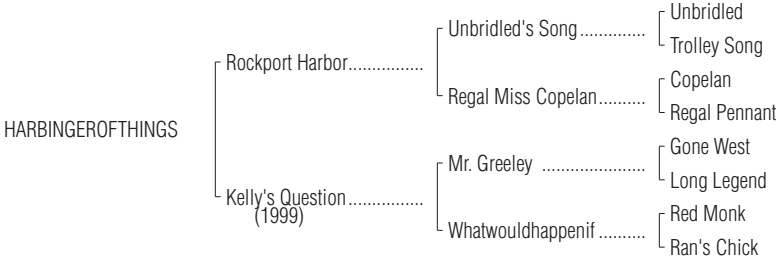 Unbridled
Unbridled's Song..............
Trolley Song
Rockport Harbor................
Copelan
Regal Miss Copelan..........
Regal Pennant
HARBINGEROFTHINGS
Gone West
Mr. Greeley ......................
Long Legend
Kelly's Question................
(1999)
Red Monk
Whatwouldhappenif ..........
Ran's Chick